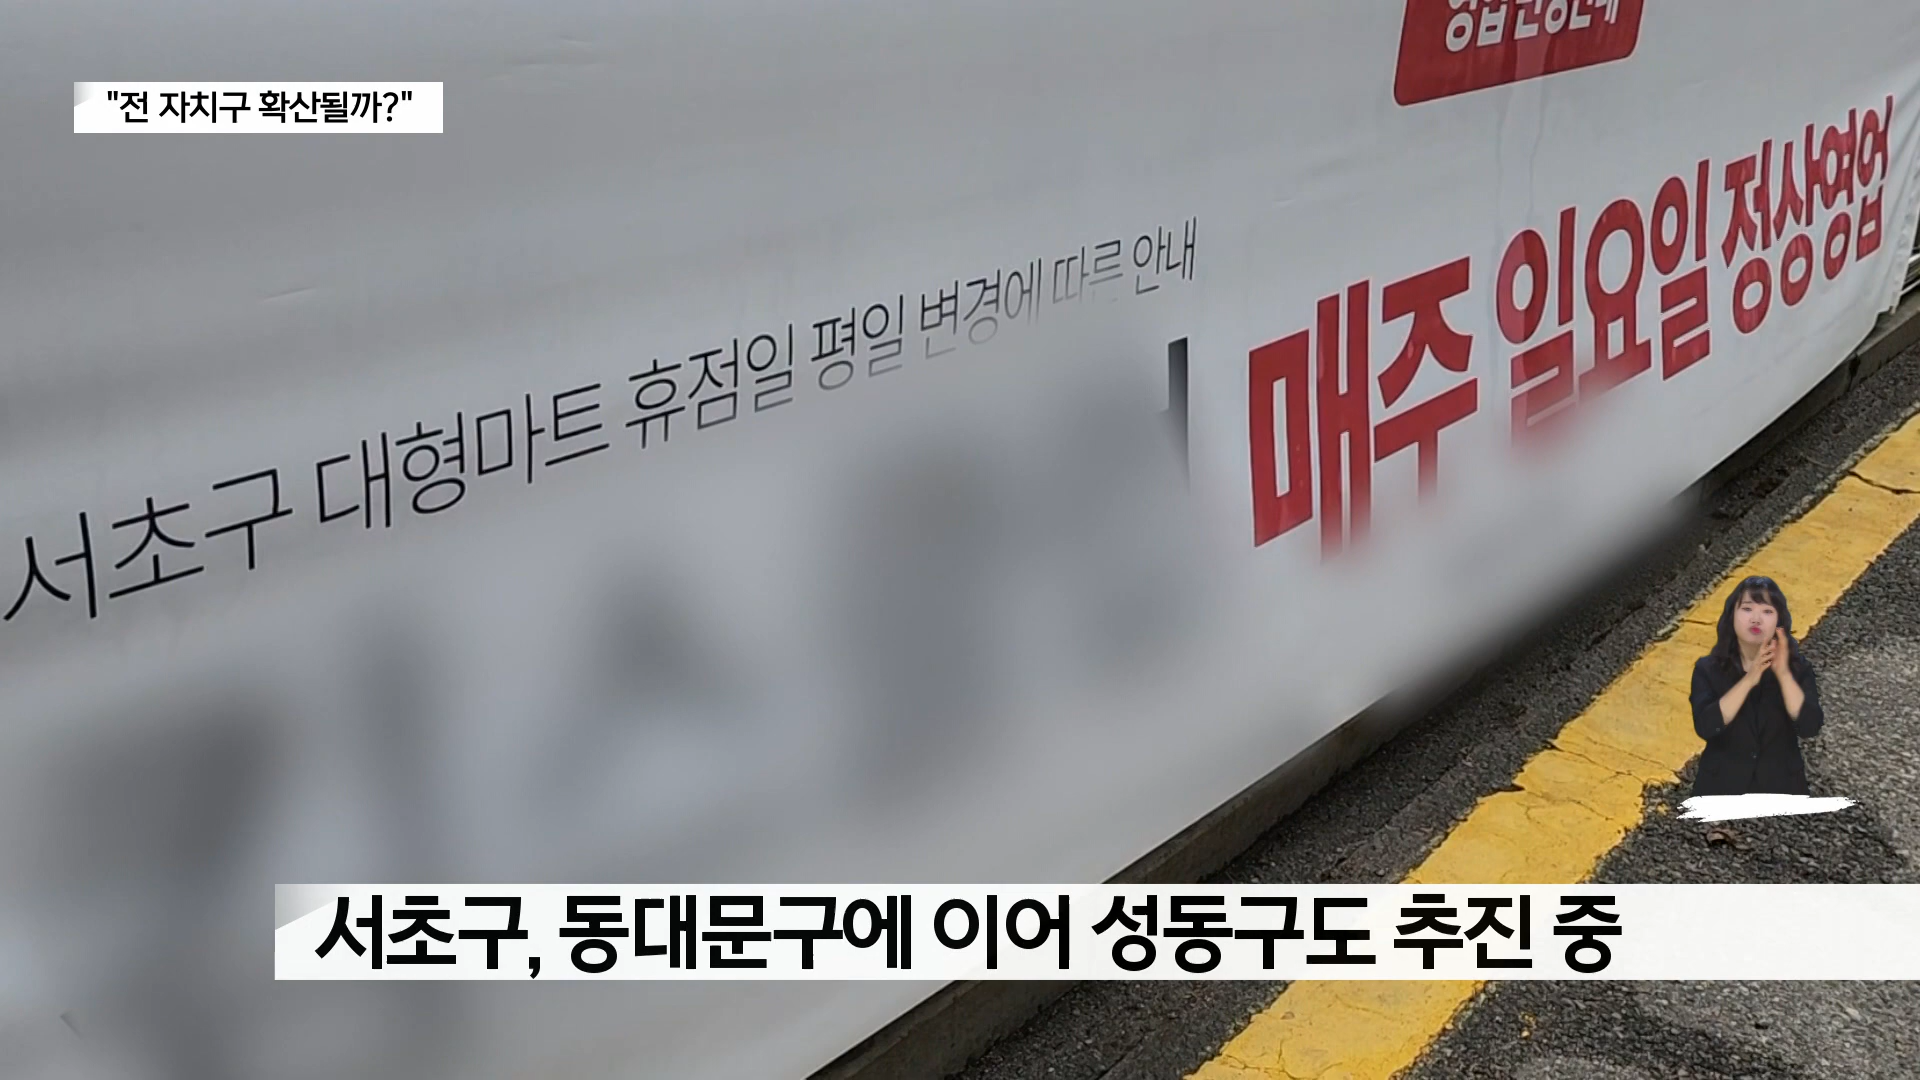 "전 자치구 확산될까?"
서초구 대형마트 휴점일 평일 변경에 따른 안내
매주 일요일 정상영업
서초구, 동대문구에 이어 성동구도 추진 중